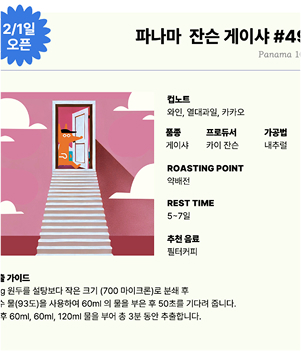 2/1일
오픈
파나마 잔슨 게이샤 #49
Panama
컵노트
와인, 열대과일, 카카오
품종 프로듀서 가공법
게이샤 카이 잔슨 내추럴
ROASTING POINT
약배전
REST TIME
5~7일
추천 음료
필터커피
가이드
g 원두를 설탕보다 작은 크기 (700 마이크론)로 분쇄 후
수 물(93도)을 사용하여 60ml 의 물을 부은 후 50초를 기다려 줍니다.
후 60ml, 60ml, 120ml 물을 부어 총 3분 동안 추출합니다.